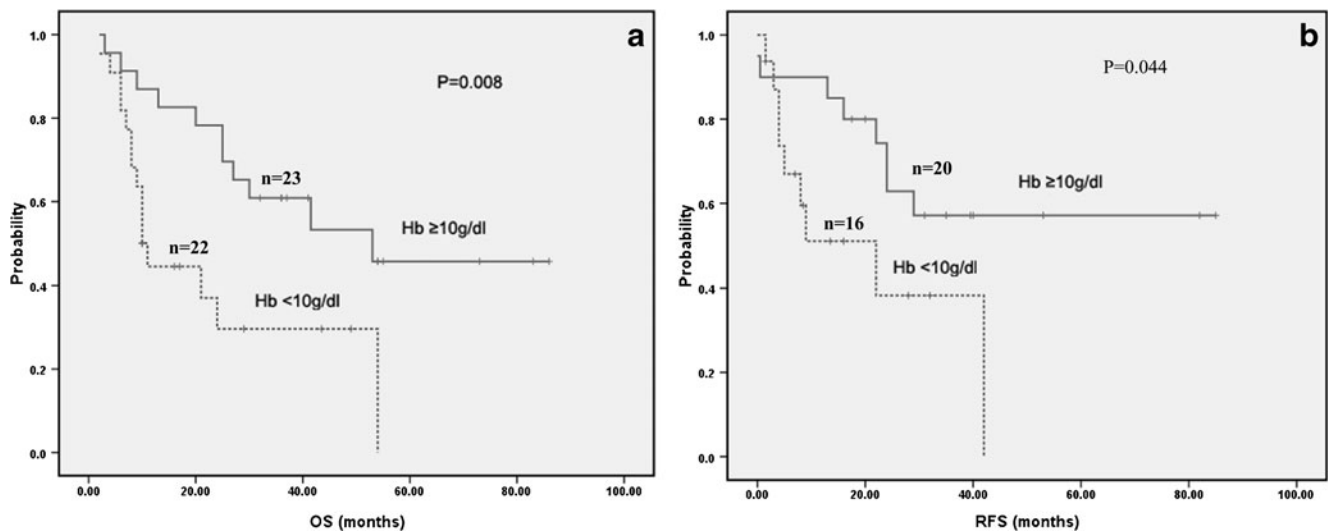 a
P=0.008
n=23
Hb ≥10g/dl
n=22
Hb <10g/dl
Probability
1.0
0.8
0.6
0.4
0.2
0.0
0.00 20.00 40.00 60.00 80.00 100.00
OS (months)
b
P=0.044
n=20
Hb ≥10g/dl
n=16
Hb <10g/dl
Probability
1.0
0.8
0.6
0.4
0.2
0.0
0.00 20.00 40.00 60.00 80.00 100.00
RFS (months)